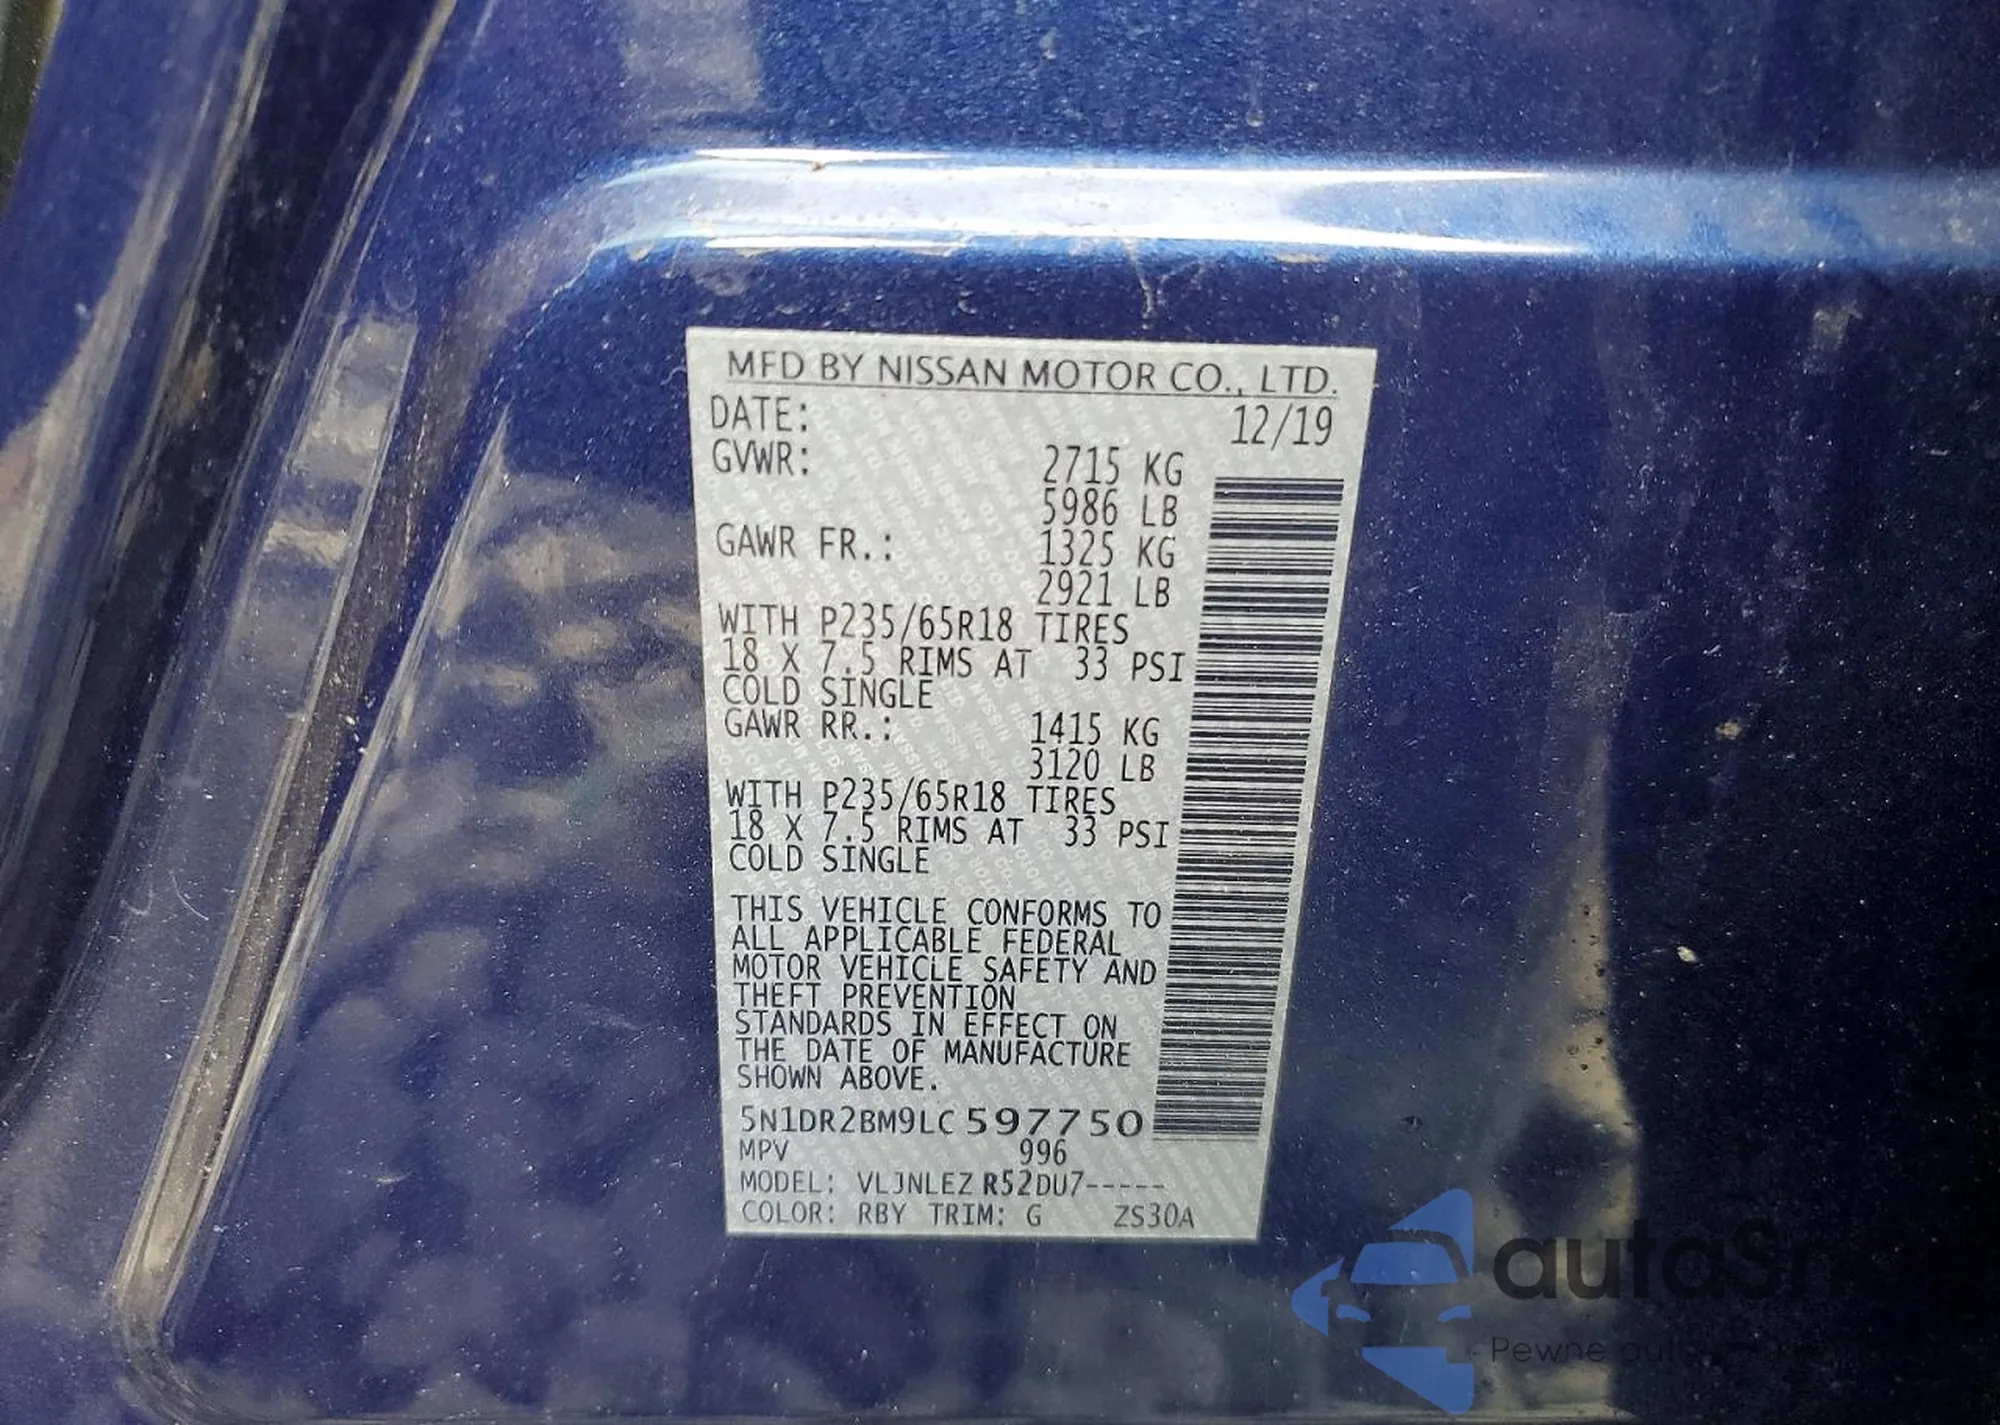 MFD BY NISSAN MOTOR CO., LTD.
DATE: 12/19
GVWR: 2715 KG
5986 LB
GAWR FR.: 1325 KG
2921 LB
WITH P235/65R18 TIRES
18 X 7.5 RIMS AT 33 PSI
COLD SINGLE
GAWR RR.: 1415 KG
3120 LB
WITH P235/65R18 TIRES
18 X 7.5 RIMS AT 33 PSI
COLD SINGLE
THIS VEHICLE CONFORMS TO
ALL APPLICABLE FEDERAL
MOTOR VEHICLE SAFETY AND
THEFT PREVENTION
STANDARDS IN EFFECT ON
THE DATE OF MANUFACTURE
SHOWN ABOVE.
5N1DR2BM9LC597750
MPV 996
MODEL: VLJNLEZ R52DU7-----
COLOR: RBY TRIM: G ZS30A
Pewne